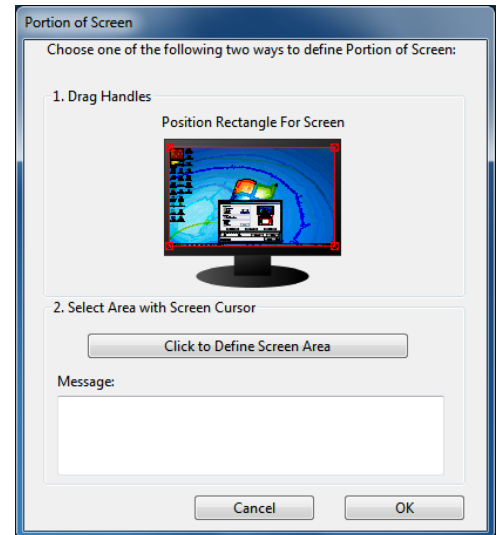 Portion of Screen
Choose one of the following two ways to define Portion of Screen:
1. Drag Handles
Position Rectangle For Screen
2. Select Area with Screen Cursor
Click to Define Screen Area
Message:
Cancel
OK